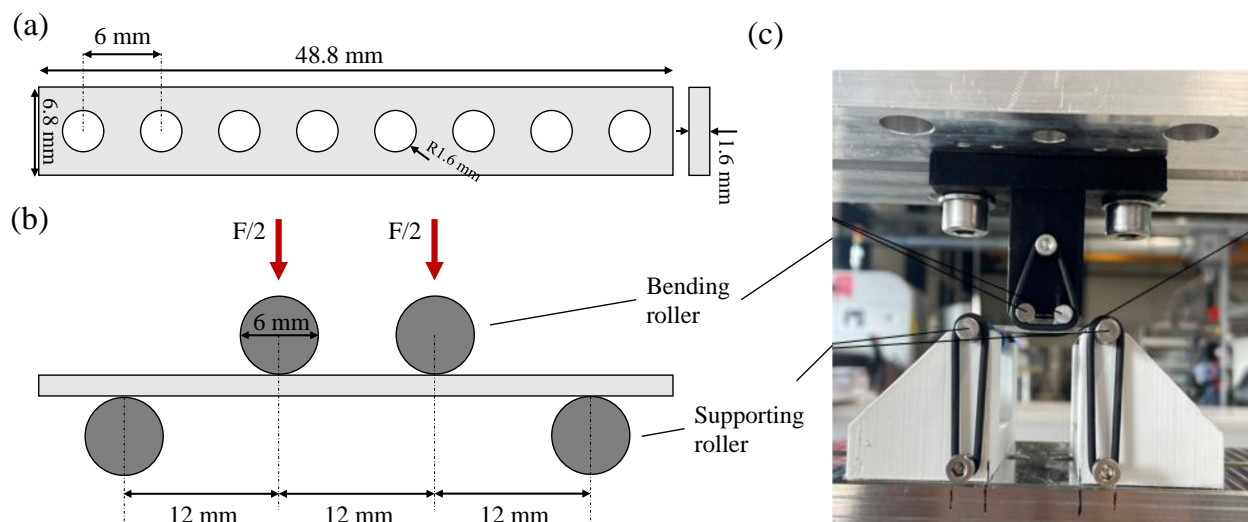 (a)
6 mm
48.8 mm
6.8 mm
R1.6 mm
1.6 mm
(b)
F/2
F/2
6 mm
Bending
roller
Supporting
roller
12 mm
12 mm
12 mm
(c)